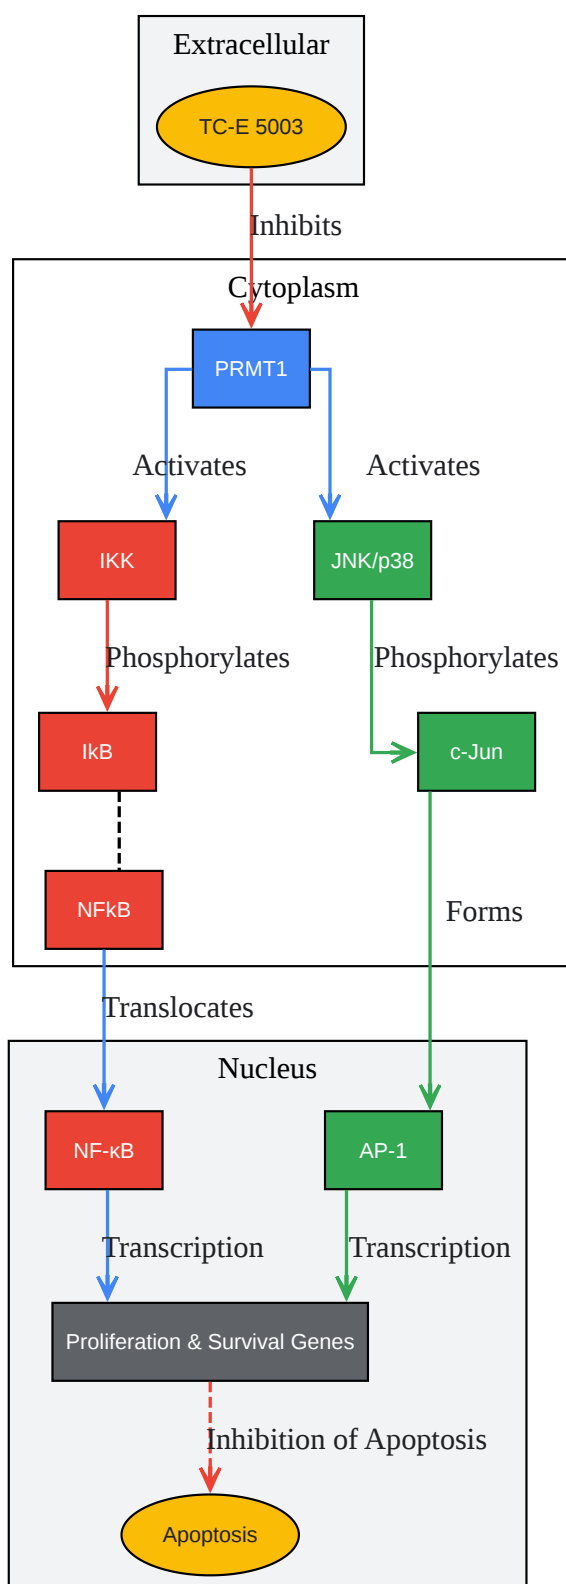 Extracellular
TC-E 5003
Inhibits
Cytoplasm
PRMT1
Activates
Activates
IKK
JNK/p38
Phosphorylates
Phosphorylates
IkB
c-Jun
NFkB
Forms
Translocates
Nucleus
NF-κB
AP-1
Transcription
Transcription
Proliferation & Survival Genes
Inhibition of Apoptosis
Apoptosis